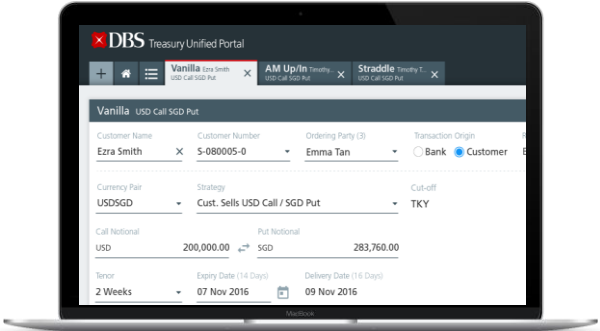 DBS Treasury Unified Portal
Vanilla Ezra Smith
USD Call SGD Put
AM Up/In Timothy...
USD Call SGD Put
Straddle Timothy T...
USD Call SGD Put
Vanilla USD Call SGD Put
Customer Name Customer Number Ordering Party (3) Transaction Origin
Ezra Smith S-080005-0 Emma Tan Bank Customer
Currency Pair Strategy Cut-off
USDSGD Cust. Sells USD Call / SGD Put TKY
Call Notional Put Notional
USD 200,000.00 SGD 283,760.00
Tenor Expiry Date (14 Days) Delivery Date (16 Days)
2 Weeks 07 Nov 2016 09 Nov 2016
MacBook